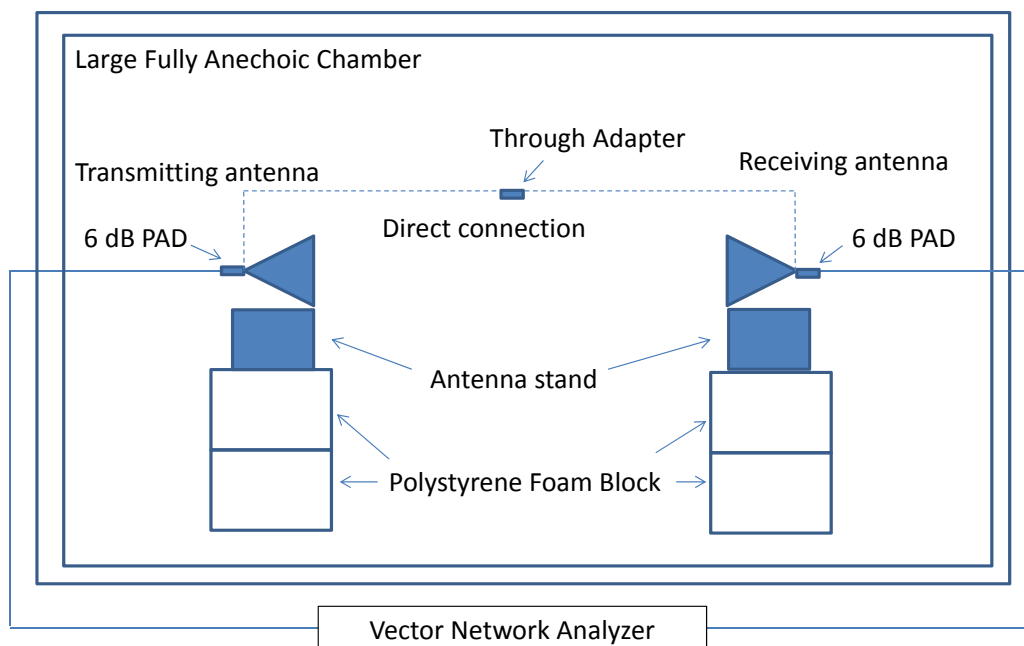 Large Fully Anechoic Chamber
Through Adapter
Transmitting antenna
Receiving antenna
6 dB PAD
Direct connection
6 dB PAD
Antenna stand
Polystyrene Foam Block
Vector Network Analyzer